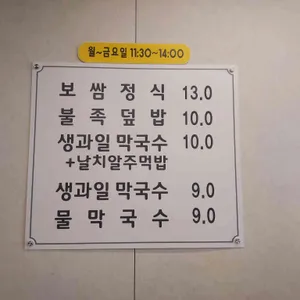 월~금요일 11:30~14:00
보쌈정식 13.0
불족덮밥 10.0
생과일막국수 10.0
+날치알주먹밥
생과일막국수 9.0
물막국수 9.0